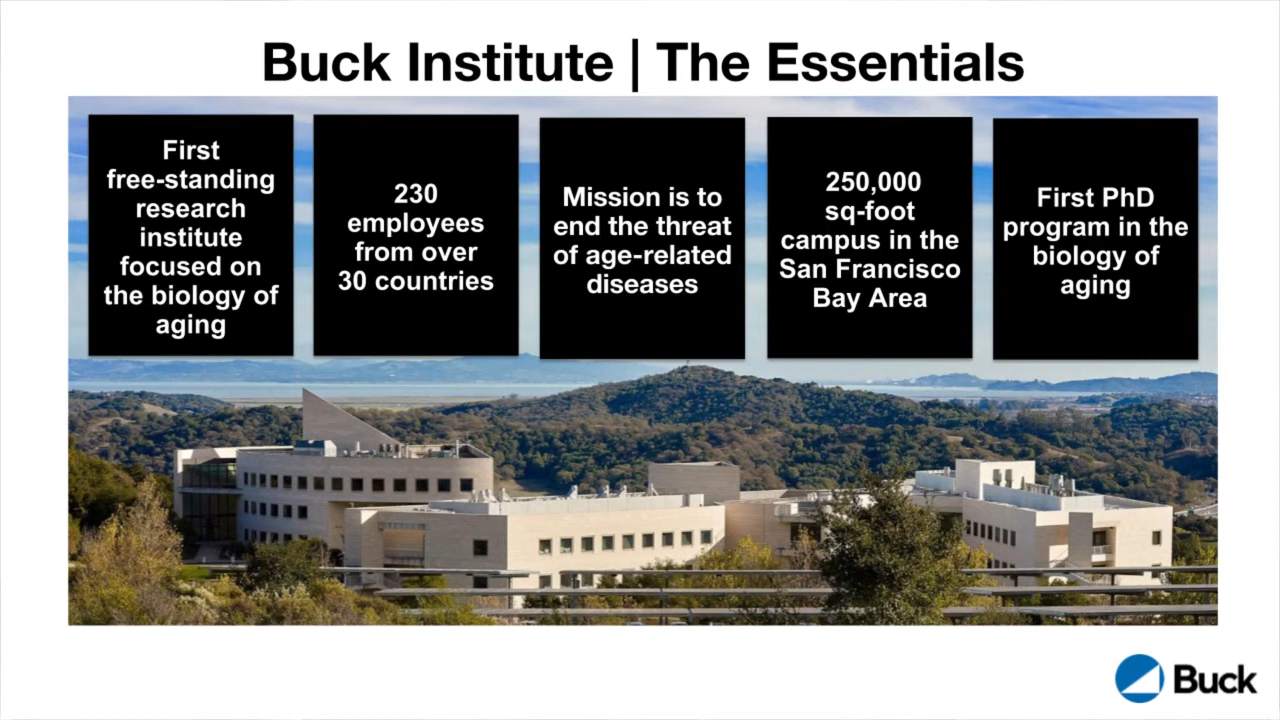 Buck Institute | The Essentials
First
free-standing
research
institute
focused on
the biology of
aging
230
employees
from over
30 countries
Mission is to
end the threat
of age-related
diseases
250,000
sq-foot
campus in the
San Francisco
Bay Area
First PhD
program in the
biology of
aging
Buck